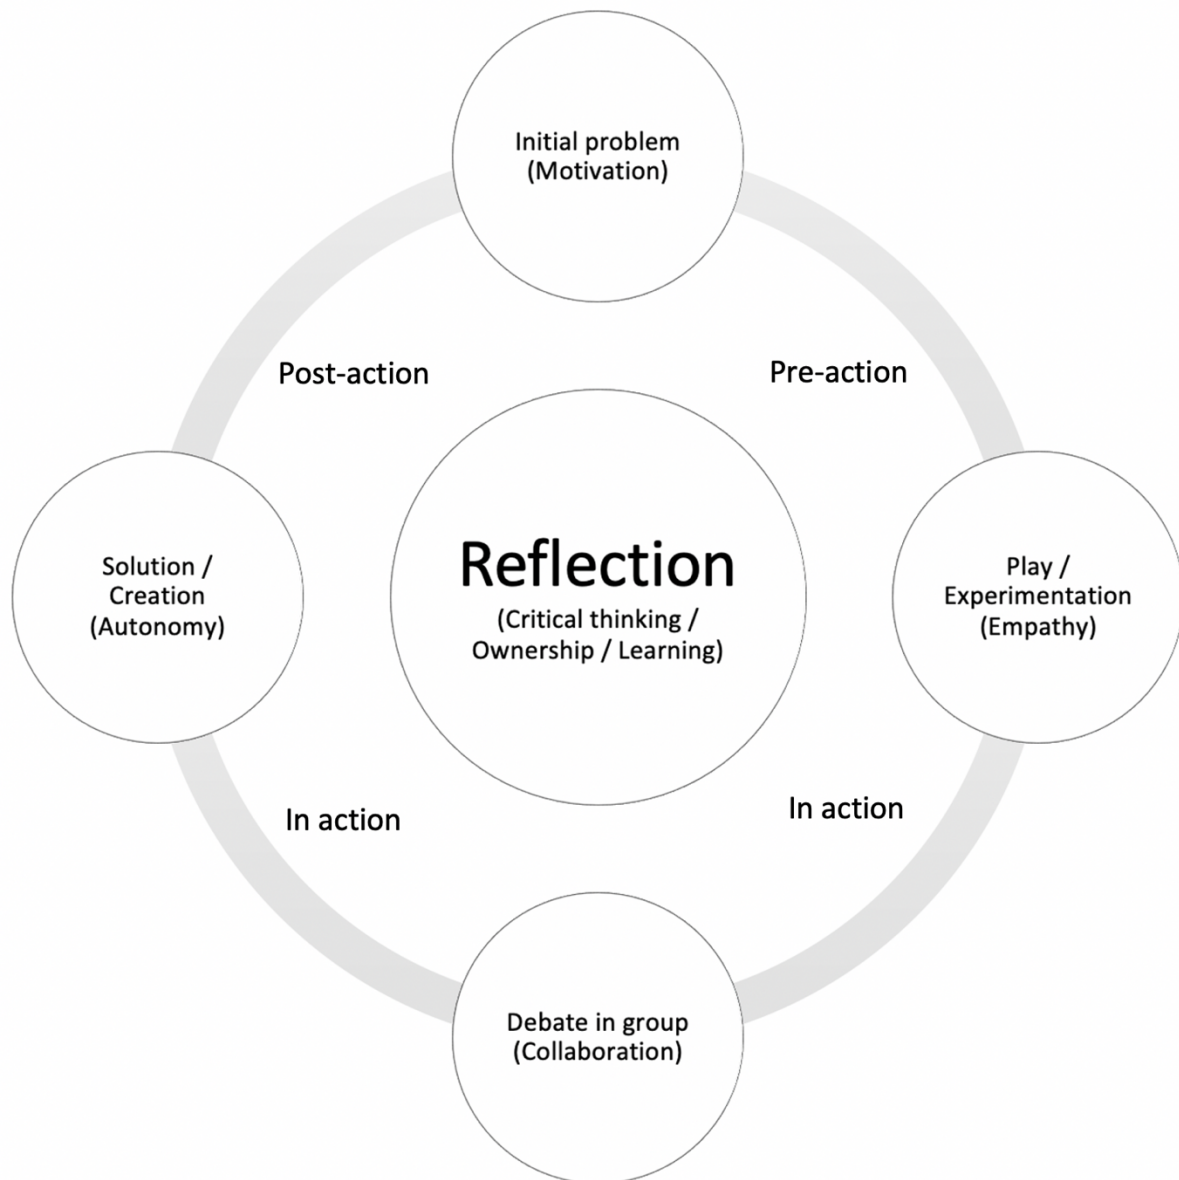 Initial problem
(Motivation)
Post-action
Pre-action
Solution /
Creation
(Autonomy)
Reflection
(Critical thinking /
Ownership / Learning)
Play /
Experimentation
(Empathy)
In action
In action
Debate in group
(Collaboration)